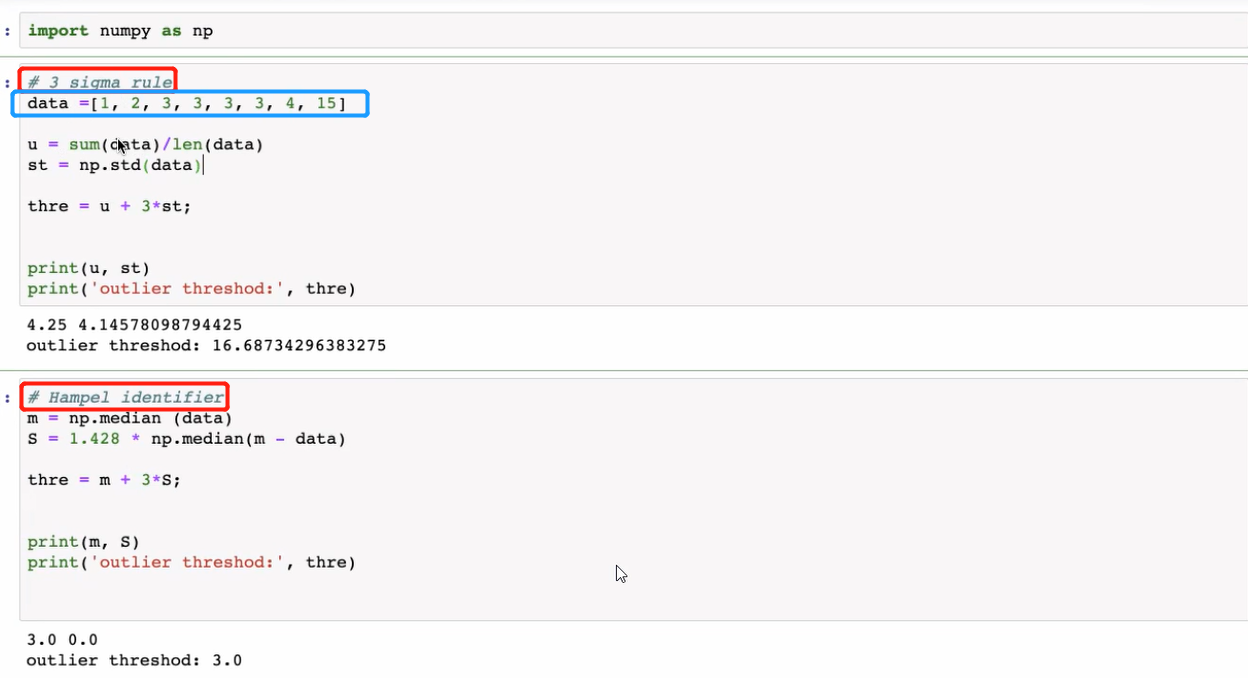 : import numpy as np
: # 3 sigma rule
data =[1, 2, 3, 3, 3, 3, 4, 15]
u = sum(data)/len(data)
st = np.std(data)
thre = u + 3*st;
print(u, st)
print('outlier threshod:', thre)
4.25 4.14578098794425
outlier threshod: 16.68734296383275
: # Hampel identifier
m = np.median (data)
S = 1.428 * np.median(m - data)
thre = m + 3*S;
print(m, S)
print('outlier threshod:', thre)
3.0 0.0
outlier threshod: 3.0